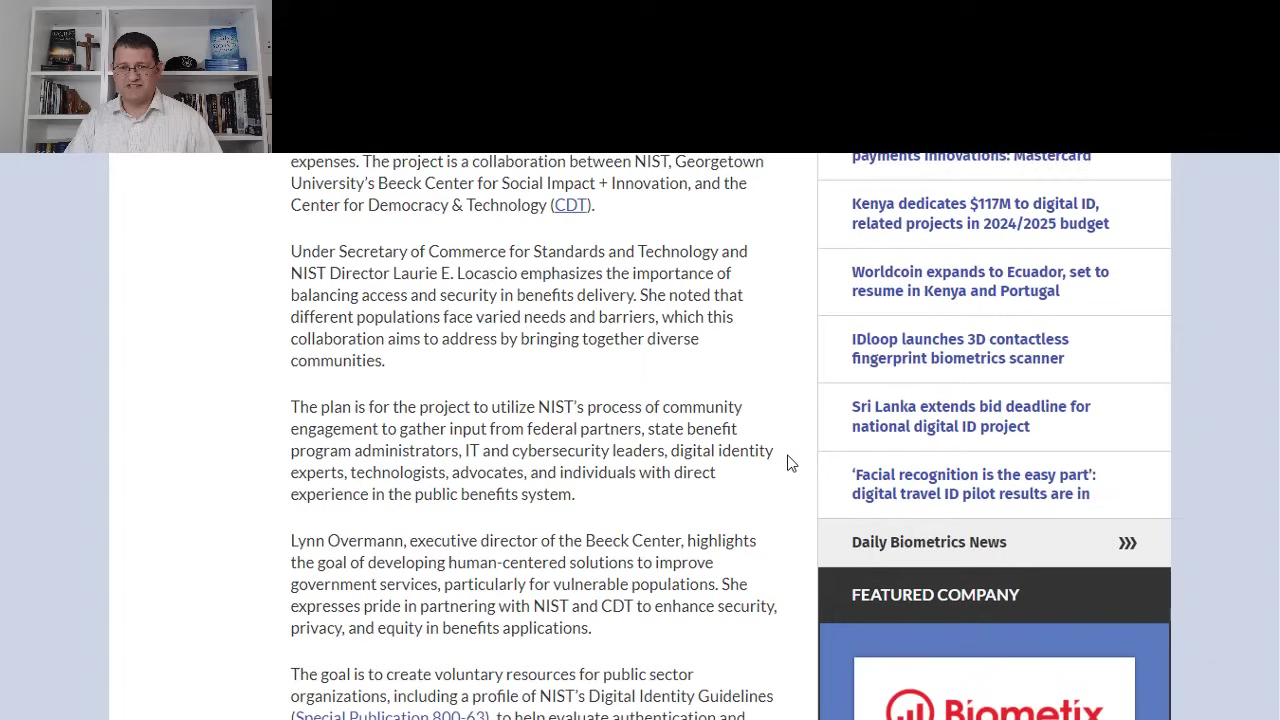 expenses. The project is a collaboration between NIST, Georgetown
University's Beeck Center for Social Impact + Innovation, and the
Center for Democracy & Technology (CDT).
Under Secretary of Commerce for Standards and Technology and
NIST Director Laurie E. Locascio emphasizes the importance of
balancing access and security in benefits delivery. She noted that
different populations face varied needs and barriers, which this
collaboration aims to address by bringing together diverse
communities.
The plan is for the project to utilize NIST's process of community
engagement to gather input from federal partners, state benefit
program administrators, IT and cybersecurity leaders, digital identity
experts, technologists, advocates, and individuals with direct
experience in the public benefits system.
Lynn Overmann, executive director of the Beeck Center, highlights
the goal of developing human-centered solutions to improve
government services, particularly for vulnerable populations. She
expresses pride in partnering with NIST and CDT to enhance security,
privacy, and equity in benefits applications.
The goal is to create voluntary resources for public sector
organizations, including a profile of NIST's Digital Identity Guidelines
(Special Publication 800-63), to help evaluate authentication and
payments innovations: Mastercard
Kenya dedicates $117M to digital ID,
related projects in 2024/2025 budget
Worldcoin expands to Ecuador, set to
resume in Kenya and Portugal
IDloop launches 3D contactless
fingerprint biometrics scanner
Sri Lanka extends bid deadline for
national digital ID project
'Facial recognition is the easy part':
digital travel ID pilot results are in
Daily Biometrics News
FEATURED COMPANY
Biometix